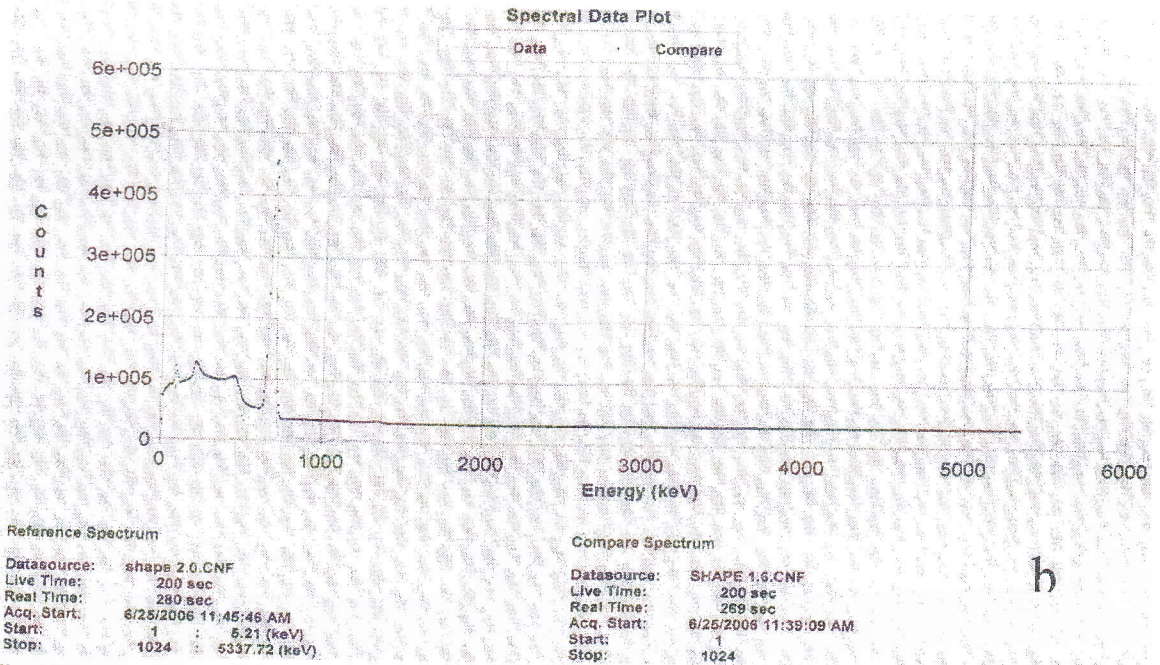 Spectral Data Plot
Data · Compare
6e+005
5e+005
4e+005
3e+005
2e+005
1e+005
0
Counts
0 1000 2000 3000 4000 5000 6000
Energy (keV)
Reference Spectrum
Datasource: shape 2.0.CNF
Live Time: 200 sec
Real Time: 280 sec
Acq. Start: 6/25/2006 11:45:46 AM
Start: 1 : 5.21 (keV)
Stop: 1024 : 5337.72 (keV)
Compare Spectrum
Datasource: SHAPE 1.6.CNF
Live Time: 200 sec
Real Time: 269 sec
Acq. Start: 6/25/2006 11:39:09 AM
Start: 1
Stop: 1024
b